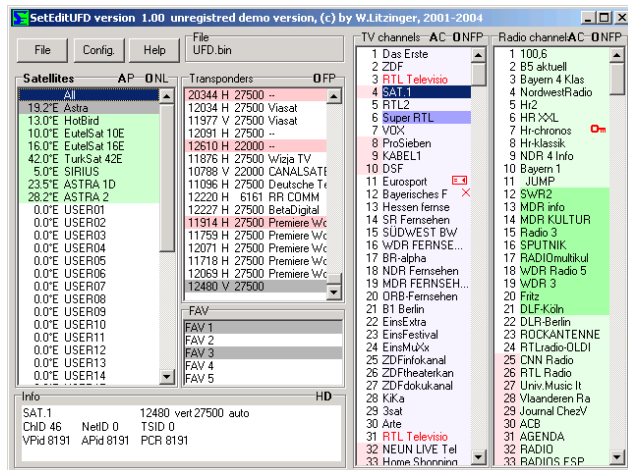 SetEditUFD version 1.00 unregistred demo version, (c) by W.Litzinger, 2001-2004
File Config. Help
File
UFD.bin
Satellites AP ONL
All
19.2°E Astra
13.0°E HotBird
10.0°E EutelSat 10E
16.0°E EutelSat 16E
42.0°E TurkSat 42E
5.0°E SIRIUS
23.5°E ASTRA 1D
28.2°E ASTRA 2
0.0°E USER01
0.0°E USER02
0.0°E USER03
0.0°E USER04
0.0°E USER05
0.0°E USER06
0.0°E USER07
0.0°E USER08
0.0°E USER09
0.0°E USER10
0.0°E USER11
0.0°E USER12
0.0°E USER13
0.0°E USER14
Transponders OFP
20344 H 27500 --
12034 H 27500 Viasat
11977 V 27500 Viasat
12091 H 27500 --
12610 H 22000 --
11876 H 27500 Wizja TV
10788 V 22000 CANALSATE
11096 H 27500 Deutsche Te
12220 H 6161 RR COMM
12227 H 27500 BetaDigital
11914 H 27500 Premiere Wo
11759 H 27500 Premiere Wo
12071 H 27500 Premiere Wo
11718 H 27500 Premiere Wo
12069 H 27500 Premiere Wo
12480 V 27500
FAV
FAV 1
FAV 2
FAV 3
FAV 4
FAV 5
Info HD
SAT.1 12480 vert 27500 auto
ChID 46 NetID 0 TSID 0
VPid 8191 APid 8191 PCR 8191
TV channels AC ONFP
1 Das Erste
2 ZDF
3 RTL Televisio
4 SAT.1
5 RTL2
6 Super RTL
7 VOX
8 ProSieben
9 KABEL1
10 DSF
11 Eurosport
12 Bayerisches F
13 Hessen fernse
14 SR Fernsehen
15 SÜDWEST BW
16 WDR FERNSE...
17 BR-alpha
18 NDR Fernsehen
19 MDR FERNSEH...
20 ORB-Fernsehen
21 B1 Berlin
22 EinsExtra
23 EinsFestival
24 EinsMuXx
25 ZDFinfokanal
26 ZDFtheaterkan
27 ZDFdokukanal
28 KiKa
29 3sat
30 Arte
31 RTL Televisio
32 NEUN LIVE Tel
33 Home Shopping
Radio channelAC ONFP
1 100,6
2 B5 aktuell
3 Bayern 4 Klas
4 NordwestRadio
5 Hr2
6 HR XXL
7 Hr-chronos
8 Hr-klassik
9 NDR 4 Info
10 Bayern 1
11 JUMP
12 SWR2
13 MDR info
14 MDR KULTUR
15 Radio 3
16 SPUTNIK
17 RADIOmultikul
18 WDR Radio 5
19 WDR 3
20 Fritz
21 DLF-Köln
22 DLR-Berlin
23 ROCKANTENNE
24 RTLradio-OLDI
25 CNN Radio
26 RTL Radio
27 Univ.Music It
28 Vlaanderen Ra
29 Journal ChezV
30 ACB
31 AGENDA
32 RADIO
33 RADIOS ESP